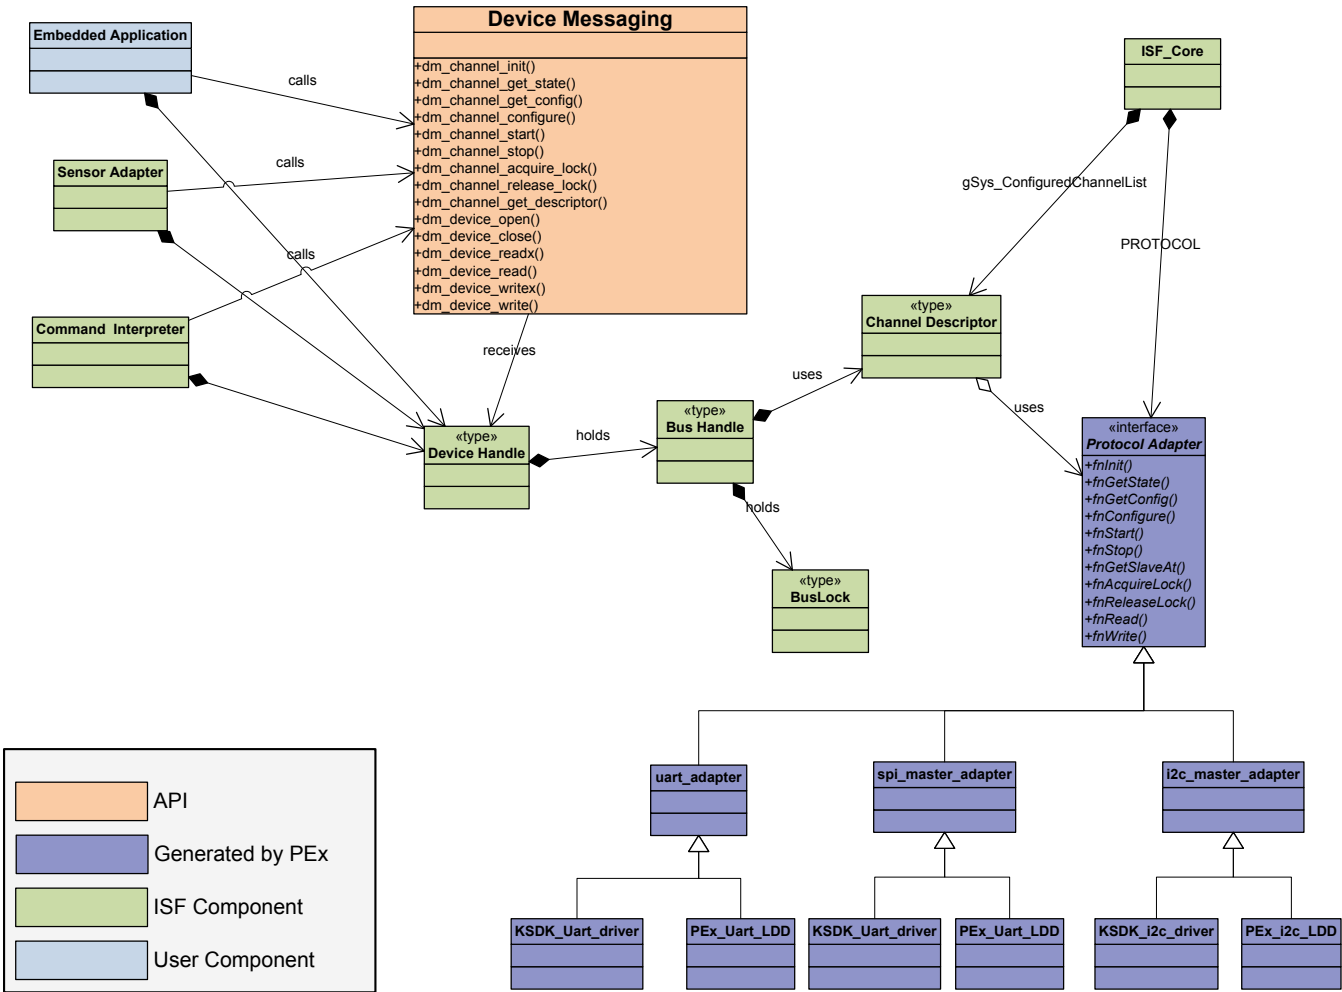 Embedded Application
Device Messaging
+dm_channel_init()
+dm_channel_get_state()
+dm_channel_get_config()
+dm_channel_configure()
+dm_channel_start()
+dm_channel_stop()
+dm_channel_acquire_lock()
+dm_channel_release_lock()
+dm_channel_get_descriptor()
+dm_device_open()
+dm_device_close()
+dm_device_readx()
+dm_device_read()
+dm_device_writex()
+dm_device_write()
ISF_Core
calls
Sensor Adapter
calls
gSys_ConfiguredChannelList
PROTOCOL
calls
Command Interpreter
receives
«type»
Channel Descriptor
uses
uses
«type»
Device Handle
holds
«type»
Bus Handle
holds
«type»
BusLock
«interface»
Protocol Adapter
+fnInit()
+fnGetState()
+fnGetConfig()
+fnConfigure()
+fnStart()
+fnStop()
+fnGetSlaveAt()
+fnAcquireLock()
+fnReleaseLock()
+fnRead()
+fnWrite()
uart_adapter
spi_master_adapter
i2c_master_adapter
KSDK_Uart_driver
PEx_Uart_LDD
KSDK_Uart_driver
PEx_Uart_LDD
KSDK_i2c_driver
PEx_i2c_LDD
API
Generated by PEx
ISF Component
User Component